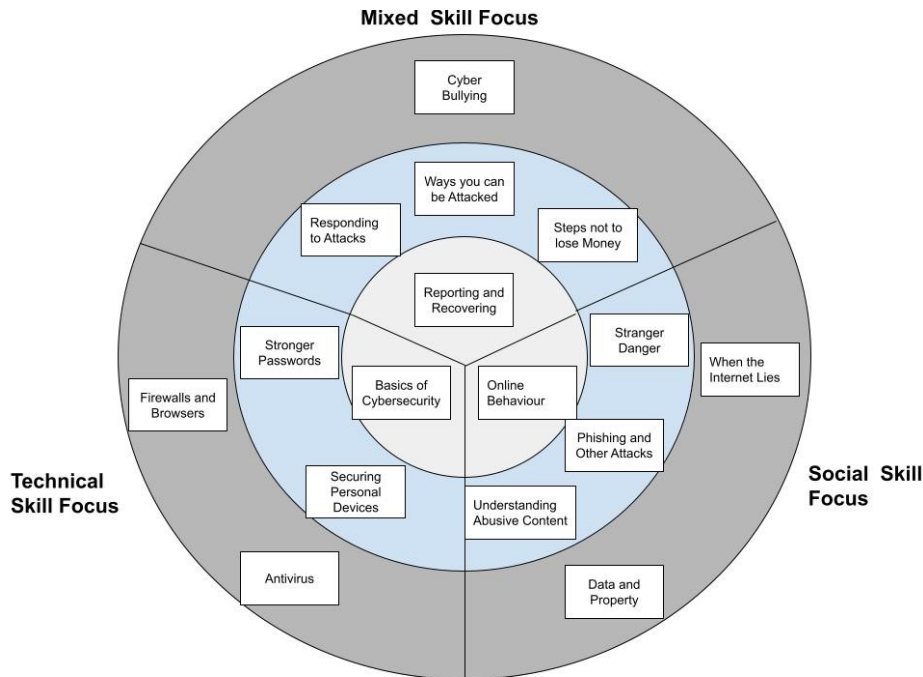 Mixed Skill Focus
Cyber
Bullying
Ways you can
be Attacked
Responding
to Attacks
Steps not to
lose Money
Reporting and
Recovering
Stronger
Passwords
Stranger
Danger
When the
Internet Lies
Basics of
Cybersecurity
Online
Behaviour
Firewalls and
Browsers
Phishing and
Other Attacks
Technical
Skill Focus
Social Skill
Focus
Securing
Personal
Devices
Understanding
Abusive Content
Antivirus
Data and
Property